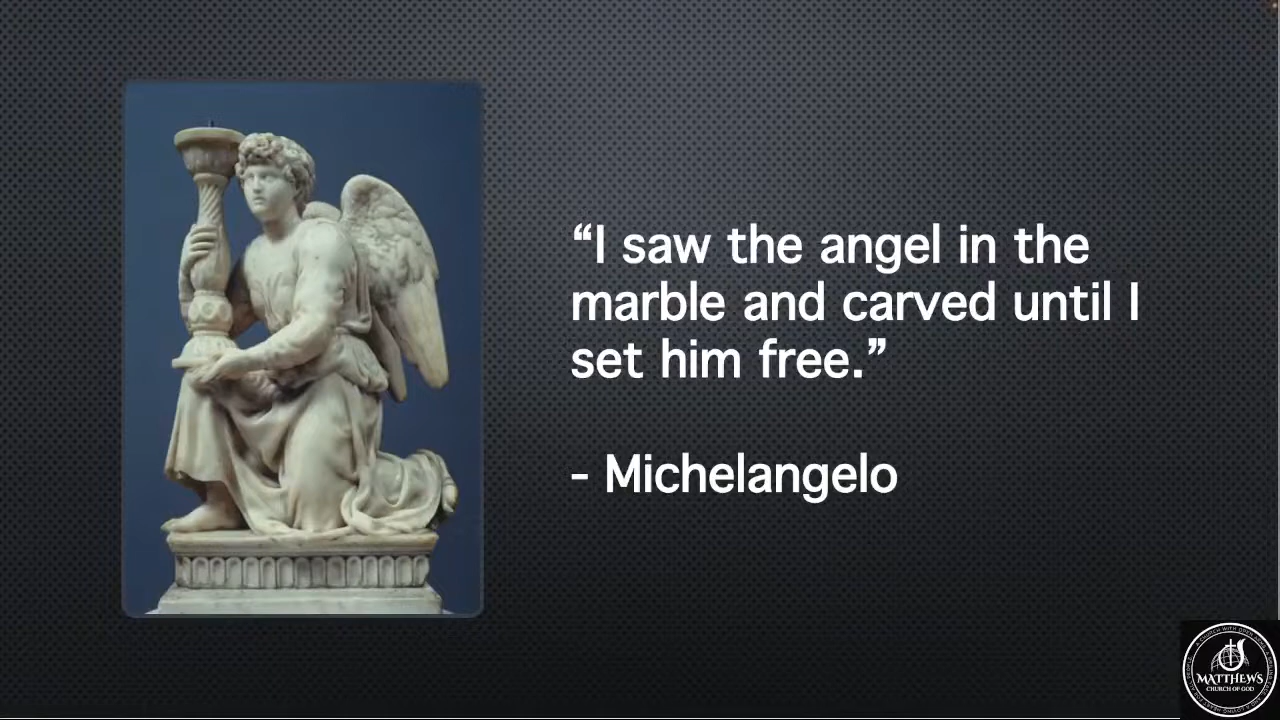 “I saw the angel in the
marble and carved until I
set him free.”
- Michelangelo
MATTHEWS
CHURCH OF GOD